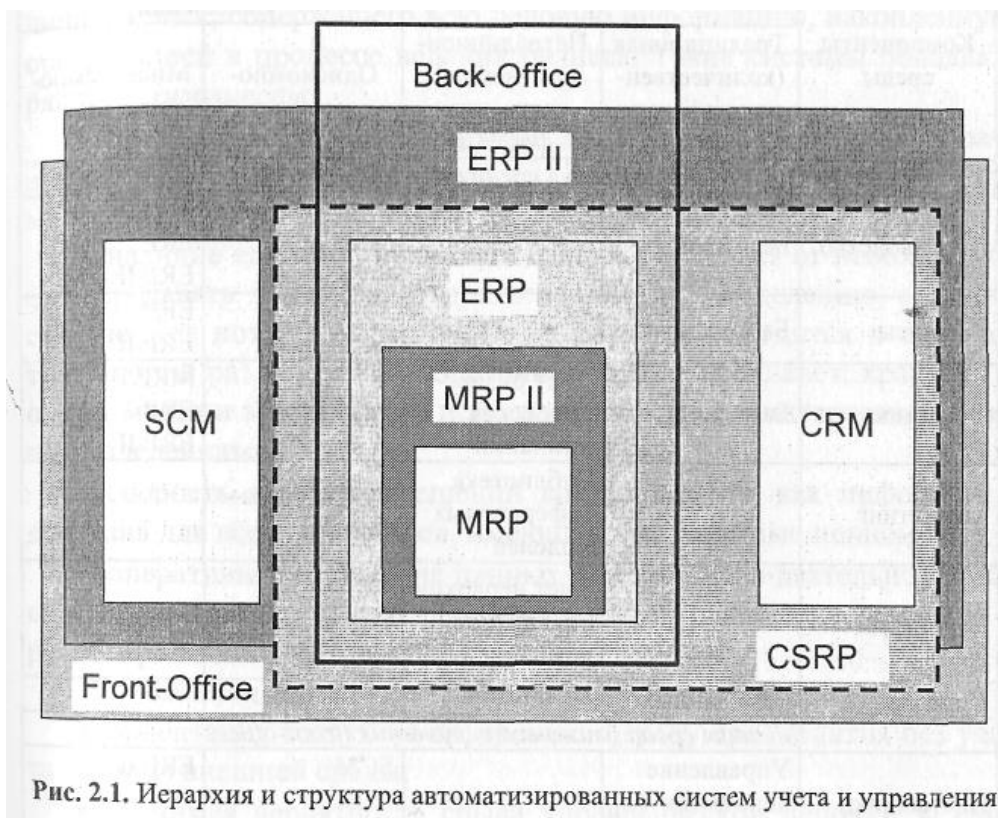 Back-Office
ERP II
ERP
MRP II
SCM
CRM
MRP
CSRP
Front-Office
Рис. 2.1. Иерархия и структура автоматизированных систем учета и управления